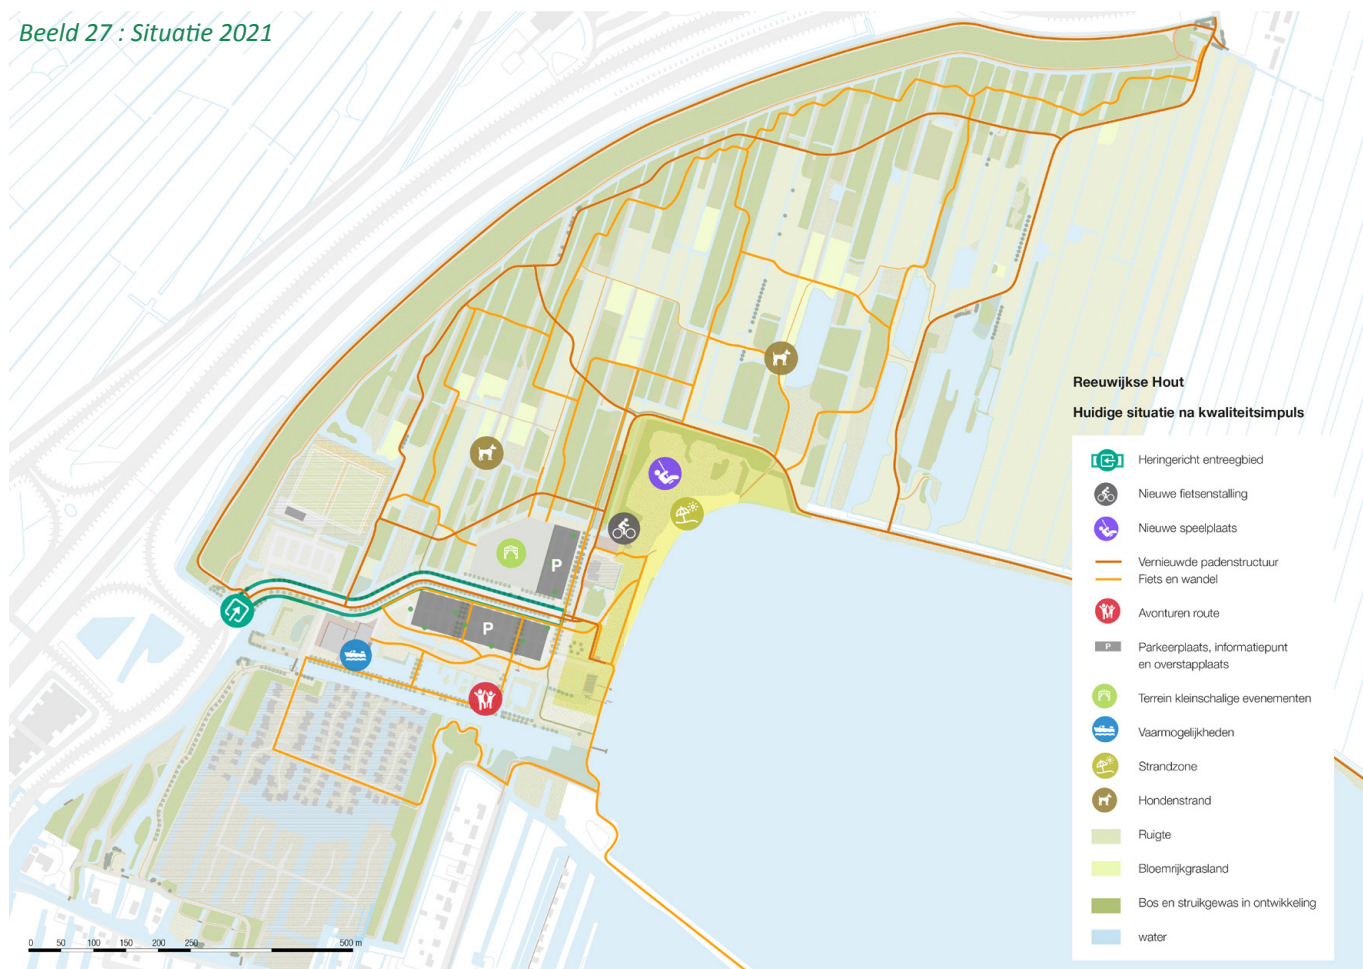 Beeld 27 : Situatie 2021
P
P
Reeuwijkse Hout
Huidige situatie na kwaliteitsimpuls
Heringericht entreegbied
Nieuwe fietsenstalling
Nieuwe speelplaats
Vernieuwde padenstructuur
Fiets en wandel
Avonturen route
P
Parkeerplaats, informatiepunt
en overstapplaats
Terrein kleinschalige evenementen
Vaarmogelijkheden
Strandzone
Hondenstrand
Ruigte
Bloemrijkgrasland
Bos en struikgewas in ontwikkeling
water
0 50 100 150 200 250 500 m